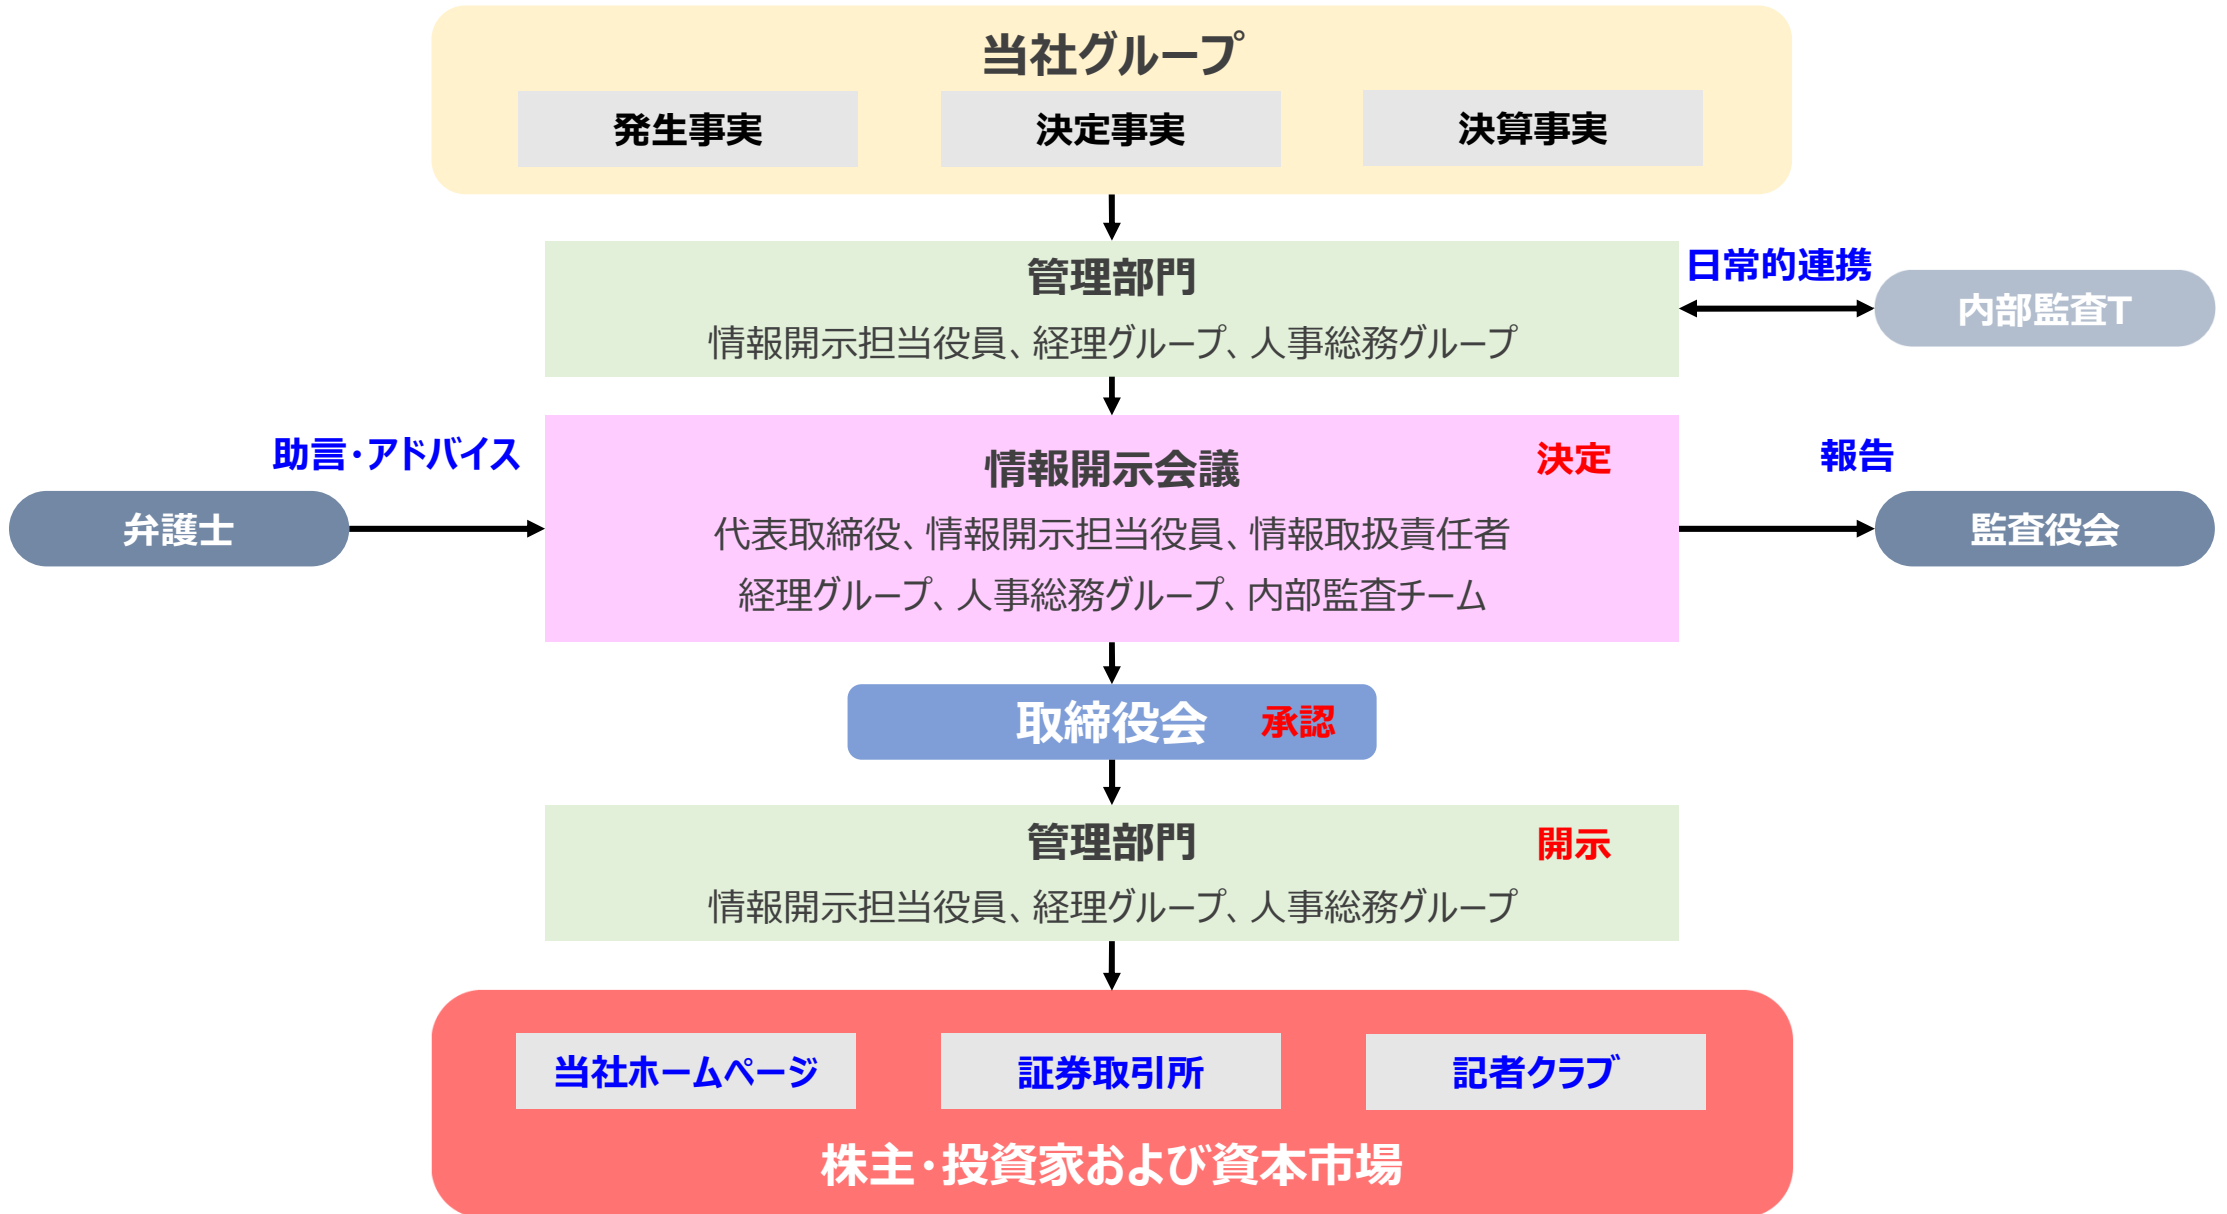 当社グループ
発生事実
決定事実
決算事実
管理部門
情報開示担当役員、経理グループ、人事総務グループ
日常的連携
内部監査T
助言・アドバイス
弁護士
情報開示会議
決定
代表取締役、情報開示担当役員、情報取扱責任者
経理グループ、人事総務グループ、内部監査チーム
報告
監査役会
取締役会
承認
管理部門
開示
情報開示担当役員、経理グループ、人事総務グループ
当社ホームページ
証券取引所
記者クラブ
株主・投資家および資本市場